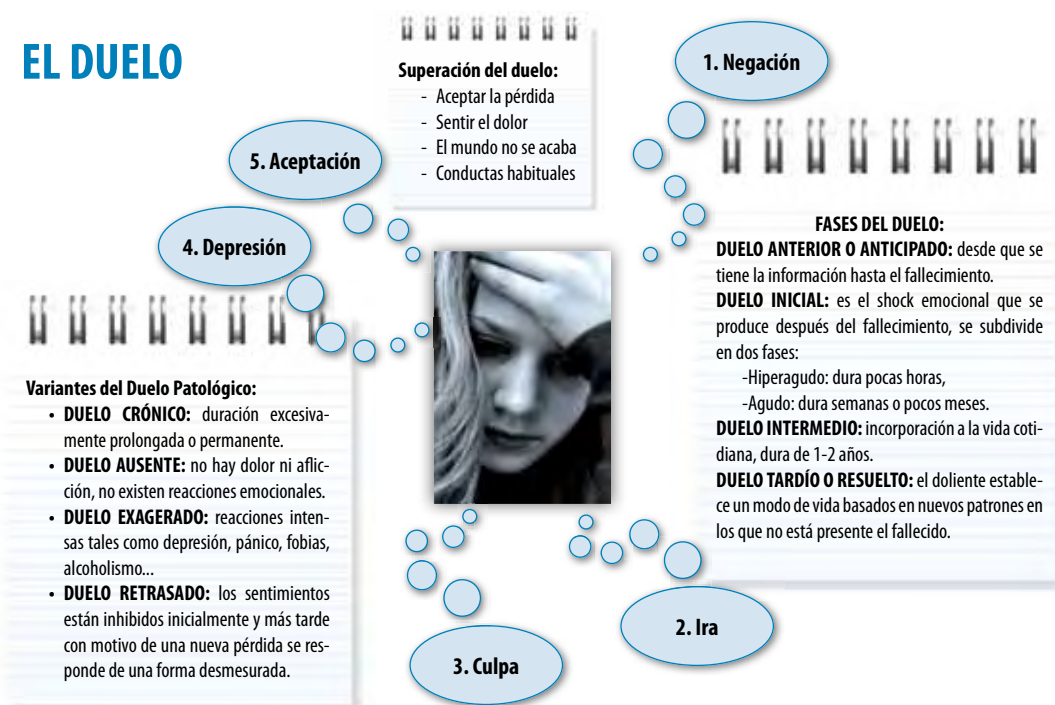 EL DUELO
Superación del duelo:
- Aceptar la pérdida
- Sentir el dolor
- El mundo no se acaba
- Conductas habituales
1. Negación
5. Aceptación
4. Depresión
FASES DEL DUELO:
DUELO ANTERIOR O ANTICIPADO: desde que se
tiene la información hasta el fallecimiento.
DUELO INICIAL: es el shock emocional que se
produce después del fallecimiento, se subdivide
en dos fases:
-Hiperagudo: dura pocas horas,
-Agudo: dura semanas o pocos meses.
DUELO INTERMEDIO: incorporación a la vida coti-
diana, dura de 1-2 años.
DUELO TARDÍO O RESUELTO: el doliente estable-
ce un modo de vida basados en nuevos patrones en
los que no está presente el fallecido.
Variantes del Duelo Patológico:
• DUELO CRÓNICO: duración excesiva-
mente prolongada o permanente.
• DUELO AUSENTE: no hay dolor ni aflic-
ción, no existen reacciones emocionales.
• DUELO EXAGERADO: reacciones inten-
sas tales como depresión, pánico, fobias,
alcoholismo...
• DUELO RETRASADO: los sentimientos
están inhibidos inicialmente y más tarde
con motivo de una nueva pérdida se res-
ponde de una forma desmesurada.
2. Ira
3. Culpa